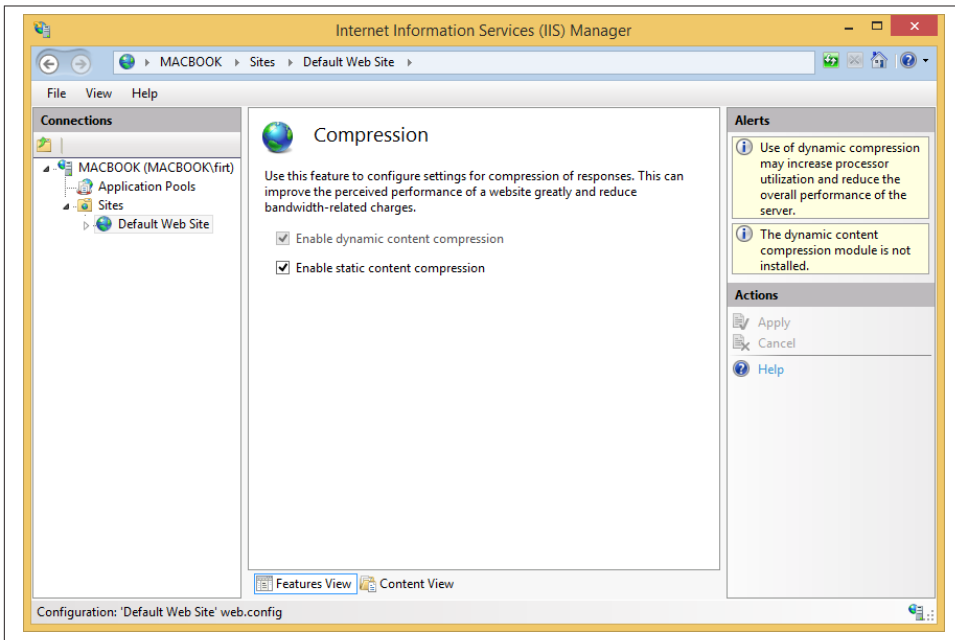 Internet Information Services (IIS) Manager
MACBOOK Sites Default Web Site
File View Help
Connections
MACBOOK (MACBOOK\firt)
Application Pools
Sites
Default Web Site
Compression
Use this feature to configure settings for compression of responses. This can
improve the perceived performance of a website greatly and reduce
bandwidth-related charges.
Enable dynamic content compression
Enable static content compression
Features View Content View
Alerts
Use of dynamic compression
may increase processor
utilization and reduce the
overall performance of the
server.
The dynamic content
compression module is not
installed.
Actions
Apply
Cancel
Help
Configuration: 'Default Web Site' web.config